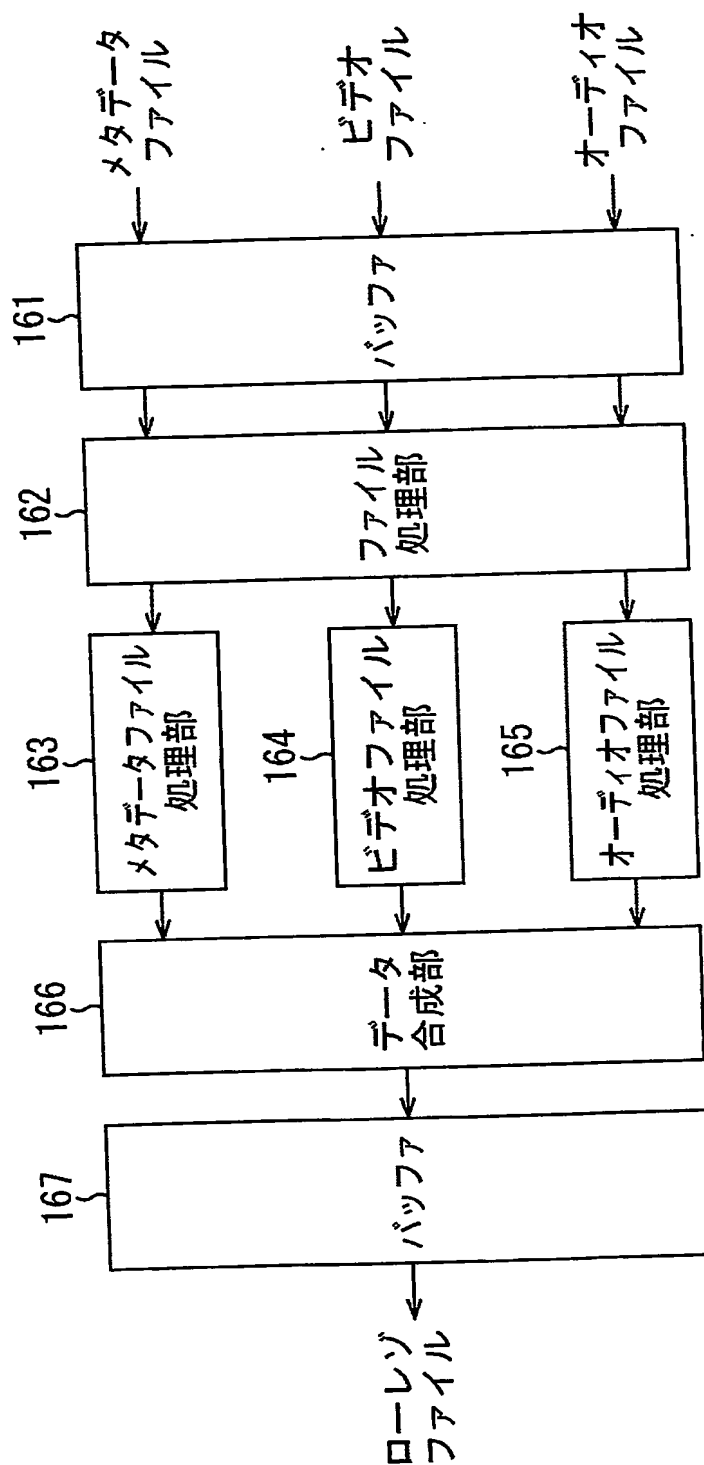 メタデータ
ファイル
ビデオ
ファイル
オーディオ
ファイル
161
バッファ
162
ファイル
処理部
163
メタデータファイル
処理部
164
ビデオファイル
処理部
165
オーディオファイル
処理部
166
データ
合成部
167
バッファ
ローレゾ
ファイル